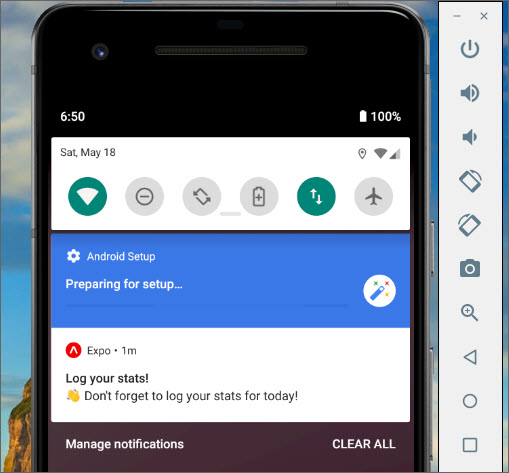 6:50 100%
Sat, May 18
Android Setup
Preparing for setup...
Expo • 1m
Log your stats!
👋 Don't forget to log your stats for today!
Manage notifications CLEAR ALL